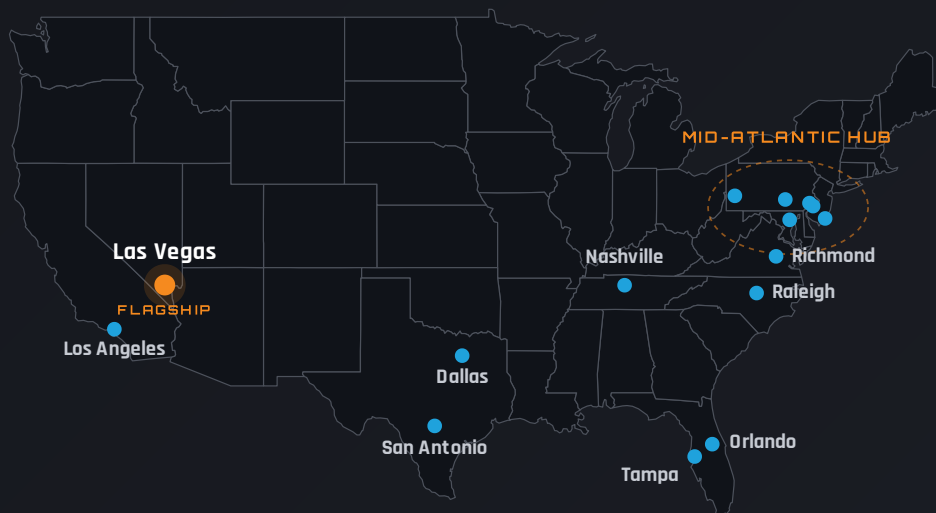 MID-ATLANTIC HUB
Las Vegas
FLAGSHIP
Los Angeles
Nashville
Richmond
Raleigh
Dallas
San Antonio
Orlando
Tampa